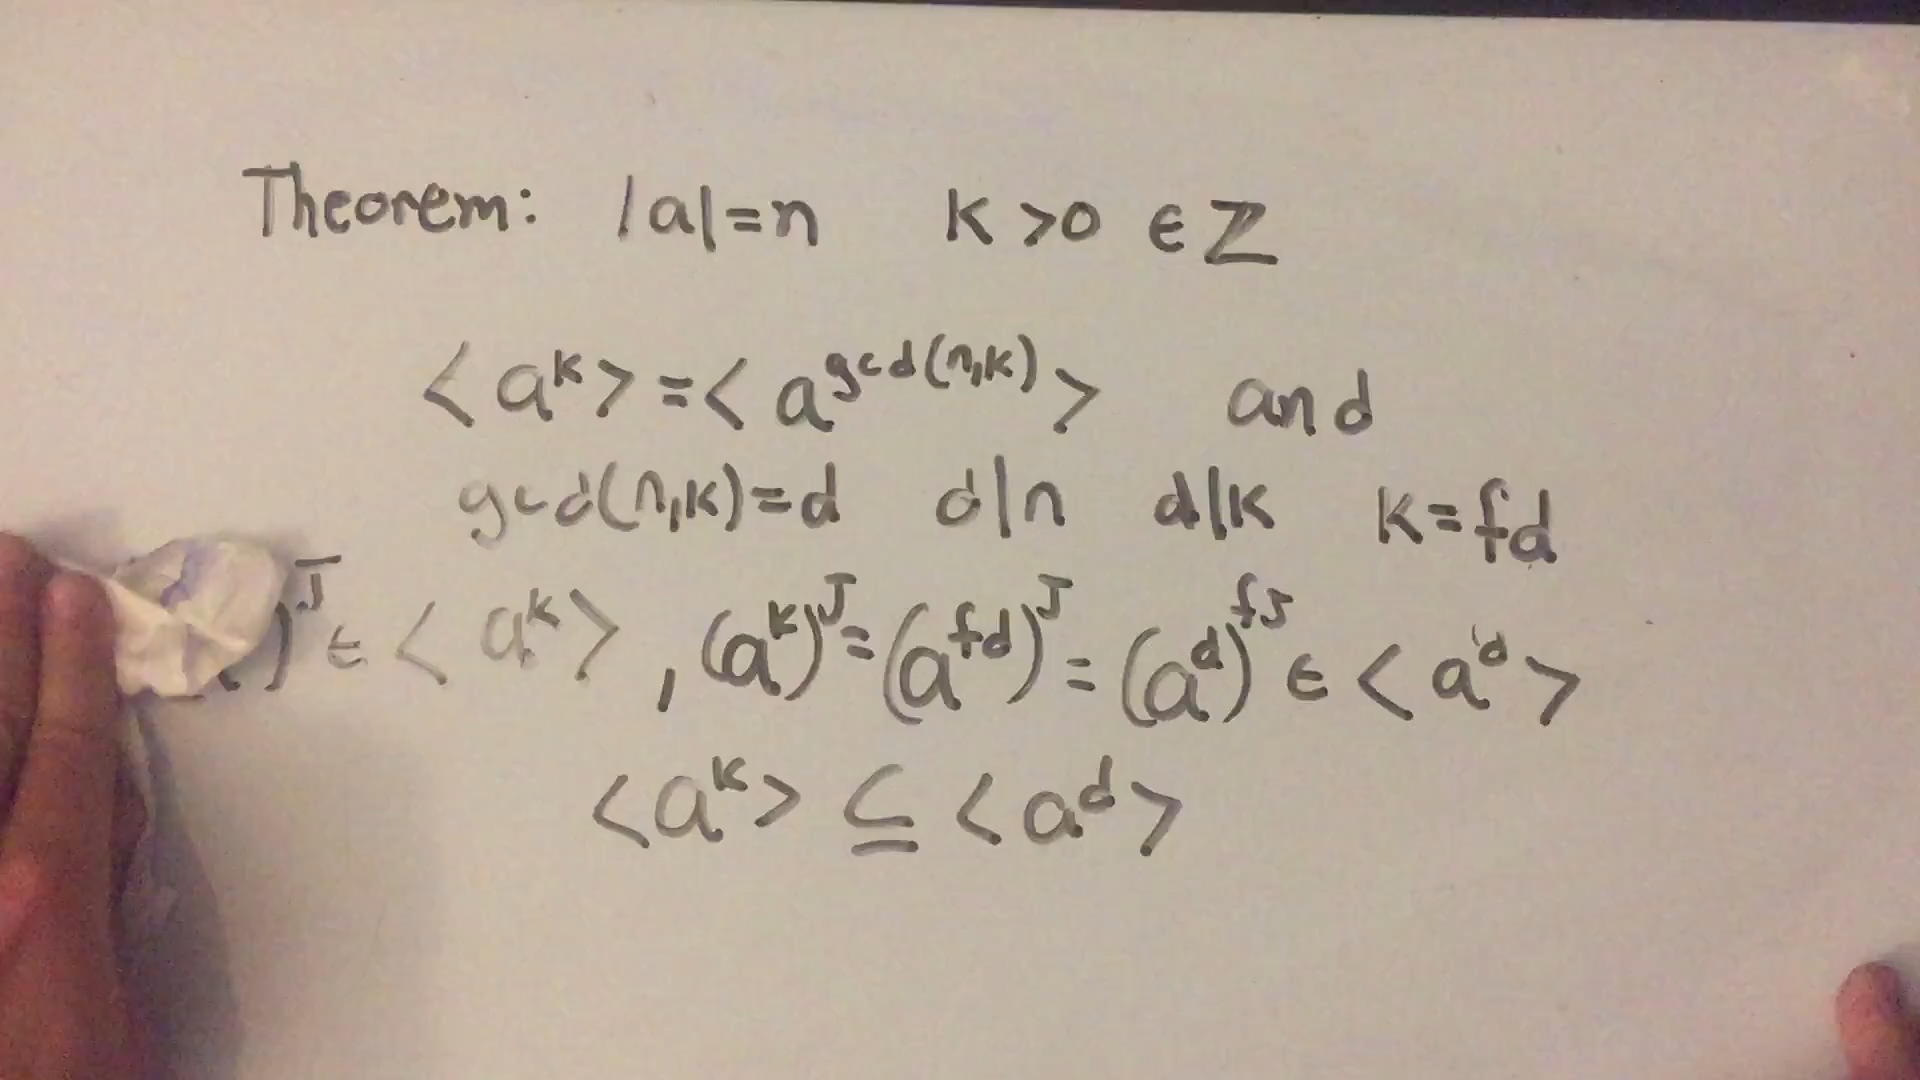 Theorem: |a|=n K>0 ∈ ℤ
<a^k>=<a^gcd(n,k)> and
gcd(n,k)=d d|n d|k k=fd
)^J ∈ <a^k>, (a^k)^J=(a^fd)^J=(a^d)^fJ ∈ <a^d>
<a^k> ⊆ <a^d>